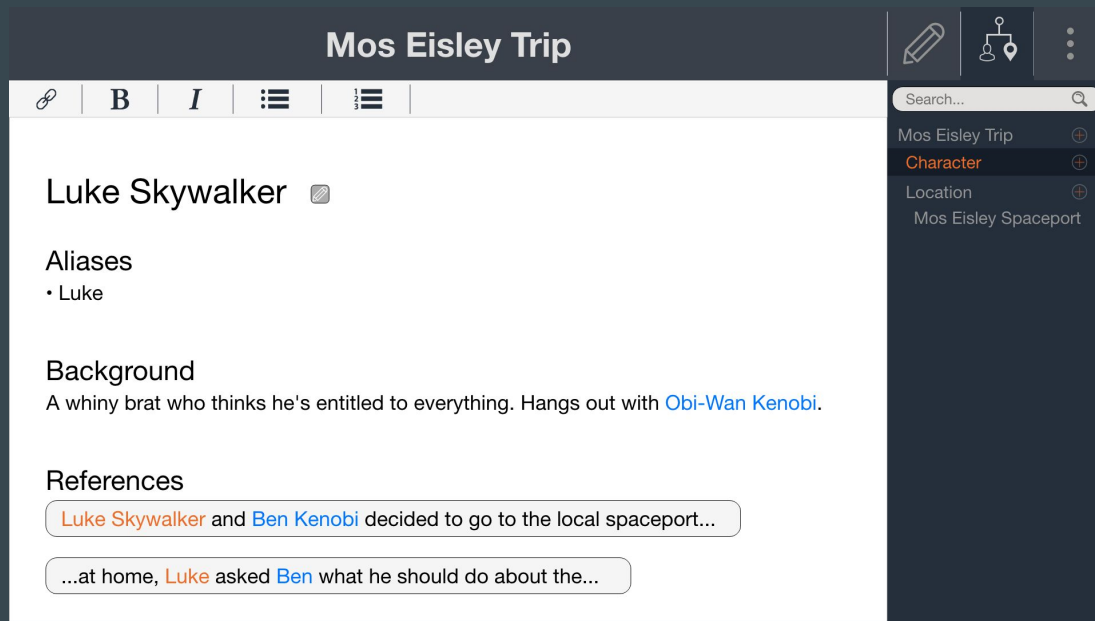 Mos Eisley Trip
B I
Search...
Mos Eisley Trip
Character
Location
Mos Eisley Spaceport
Luke Skywalker
Aliases
• Luke
Background
A whiny brat who thinks he's entitled to everything. Hangs out with Obi-Wan Kenobi.
References
Luke Skywalker and Ben Kenobi decided to go to the local spaceport...
...at home, Luke asked Ben what he should do about the...